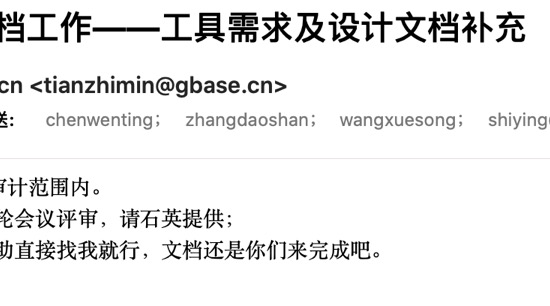 档工作——工具需求及设计文档补充
cn <tianzhimin@gbase.cn>
送： chenwenting； zhangdaoshan； wangxuesong； shiying
审计范围内。
轮会议评审，请石英提供；
助直接找我就行，文档还是你们来完成吧。